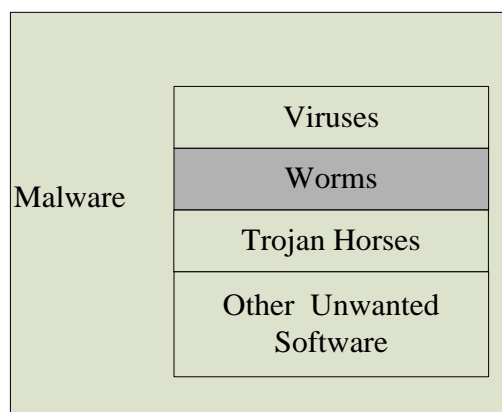 Viruses
Worms
Malware
Trojan Horses
Other Unwanted
Software